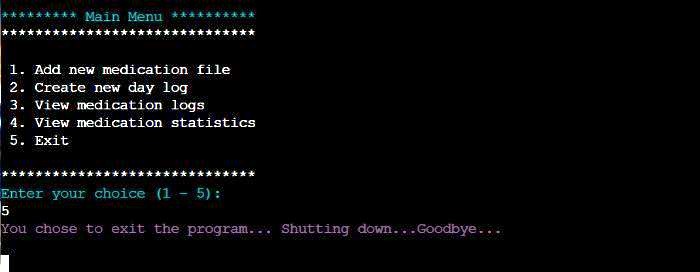 ********* Main Menu **********
******************************
1. Add new medication file
2. Create new day log
3. View medication logs
4. View medication statistics
5. Exit
******************************
Enter your choice (1 - 5):
5
You chose to exit the program... Shutting down...Goodbye...